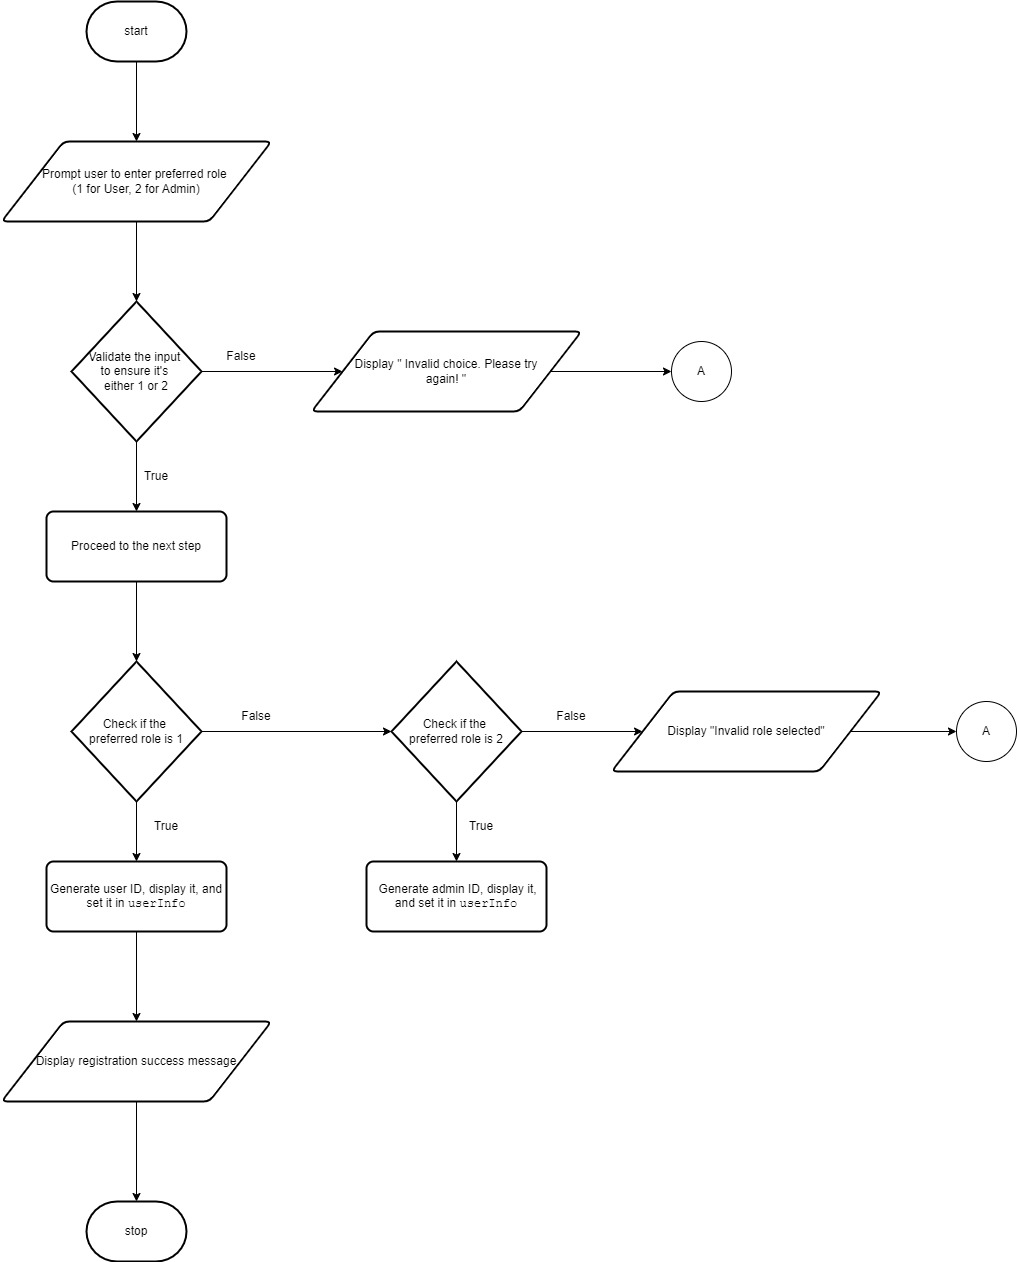 start
Prompt user to enter preferred role
(1 for User, 2 for Admin)
Validate the input
to ensure it's
either 1 or 2
False
Display " Invalid choice. Please try
again! "
A
True
Proceed to the next step
Check if the
preferred role is 1
False
Check if the
preferred role is 2
False
Display "Invalid role selected"
A
True
True
Generate user ID, display it, and
set it in userInfo
Generate admin ID, display it,
and set it in userInfo
Display registration success message
stop